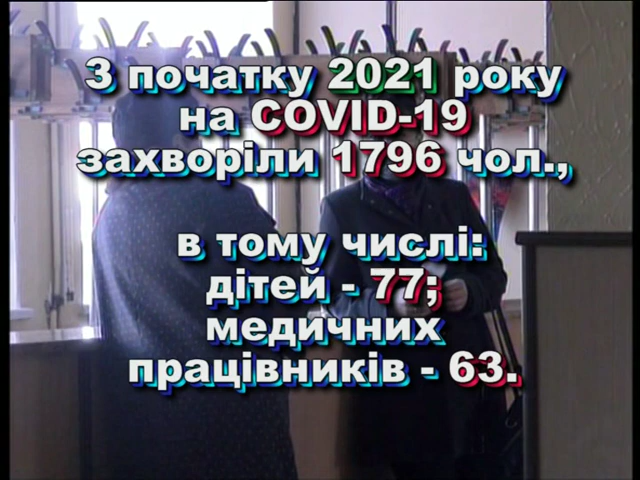 З початку 2021 року
на COVID-19
захворіли 1796 чол.,
в тому числі:
дітей - 77;
медичних
працівників - 63.